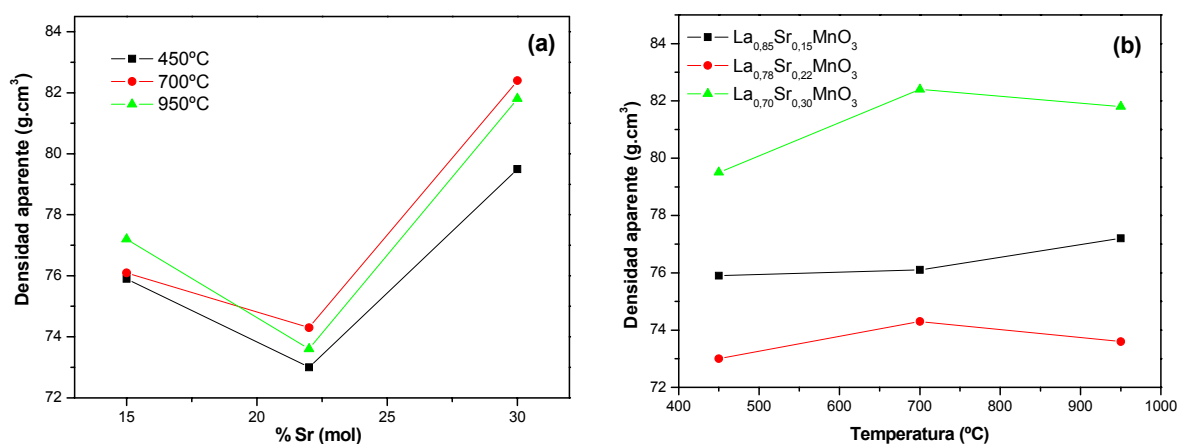 (a)
450ºC
700ºC
950ºC
Densidad aparente (g.cm³)
84
82
80
78
76
74
72
15
20
25
30
% Sr (mol)
(b)
La₀,₈₅Sr₀,₁₅MnO₃
La₀,₇₈Sr₀,₂₂MnO₃
La₀,₇₀Sr₀,₃₀MnO₃
Densidad aparente (g.cm³)
84
82
80
78
76
74
72
400
500
600
700
800
900
1000
Temperatura (ºC)